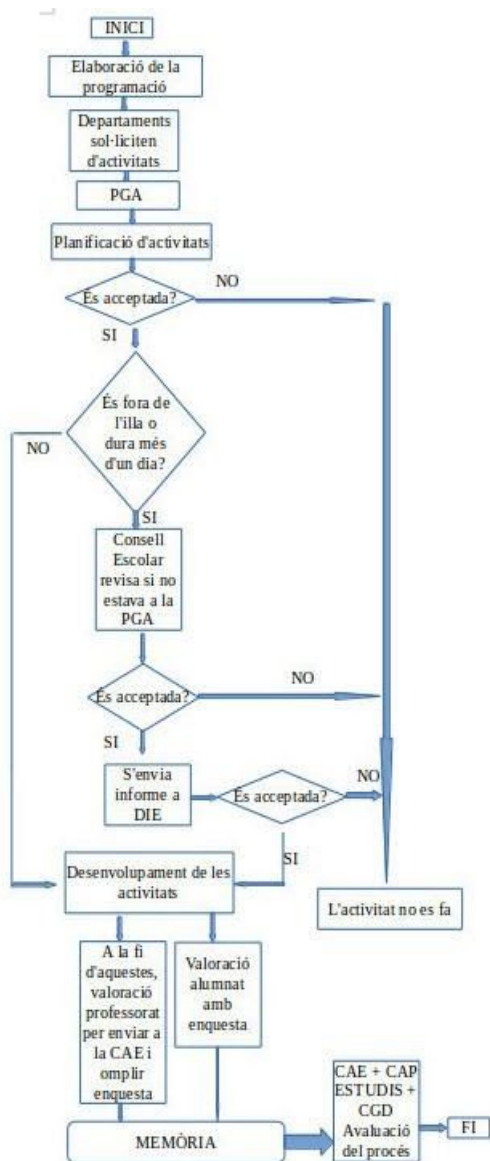 INICI
Elaboració de la
programació
Departaments
sol·liciten
d'activitats
PGA
Planificació d'activitats
És acceptada?
NO
SI
És fora de
l'illa o
dura més
d'un dia?
NO
SI
Consell
Escolar
revisa si no
estava a la
PGA
És acceptada?
NO
SI
S'envia
informe a
DIE
És acceptada?
NO
SI
Desenvolupament de les
activitats
L'activitat no es fa
A la fi
d'aquestes,
valoració
professorat
per enviar a
la CAE i
omplir
enquesta
Valoració
alumnat
amb
enquesta
MEMÒRIA
CAE + CAP
ESTUDIS +
CGD
Avaluació
del procés
FI